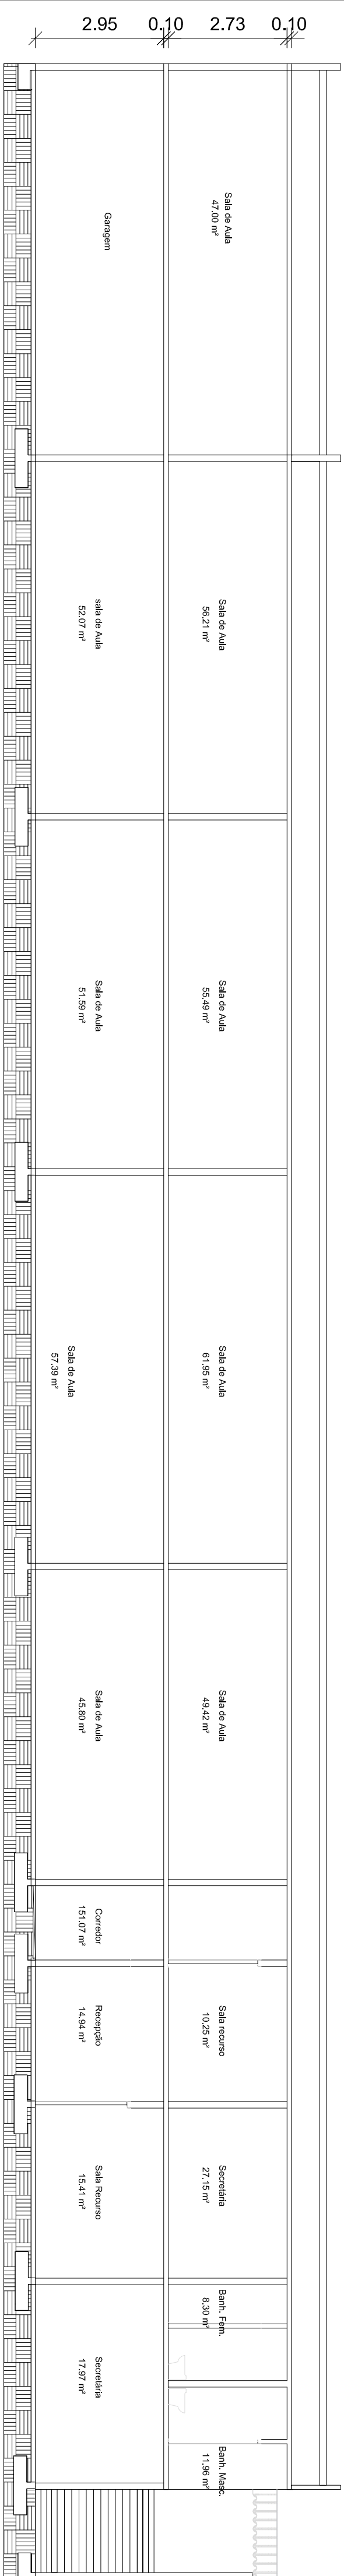 2.95
0.10
2.73
0.10
Sala de Aula
47,00 m²
Garagem
Sala de Aula
56,21 m²
sala de Aula
52,07 m²
Sala de Aula
55,49 m²
Sala de Aula
51,59 m²
Sala de Aula
61,95 m²
Sala de Aula
57,39 m²
Sala de Aula
49,42 m²
Sala de Aula
45,80 m²
Corredor
151,07 m²
Sala recurso
10,25 m²
Recepção
14,94 m²
Secretária
27,15 m²
Sala Recurso
15,41 m²
Banh. Fem.
8,30 m²
Secretária
17,97 m²
Banh. Masc.
11,96 m²